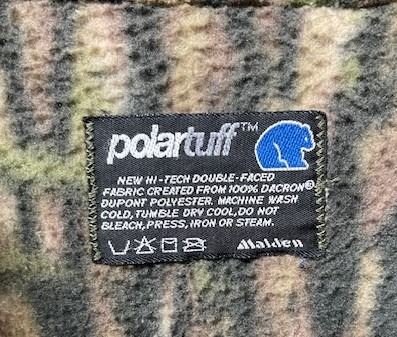 polartuff™
NEW HI-TECH DOUBLE-FACED
FABRIC CREATED FROM 100% DACRON®
DUPONT POLYESTER. MACHINE WASH
COLD, TUMBLE DRY COOL, DO NOT
BLEACH, PRESS, IRON OR STEAM.
Malden